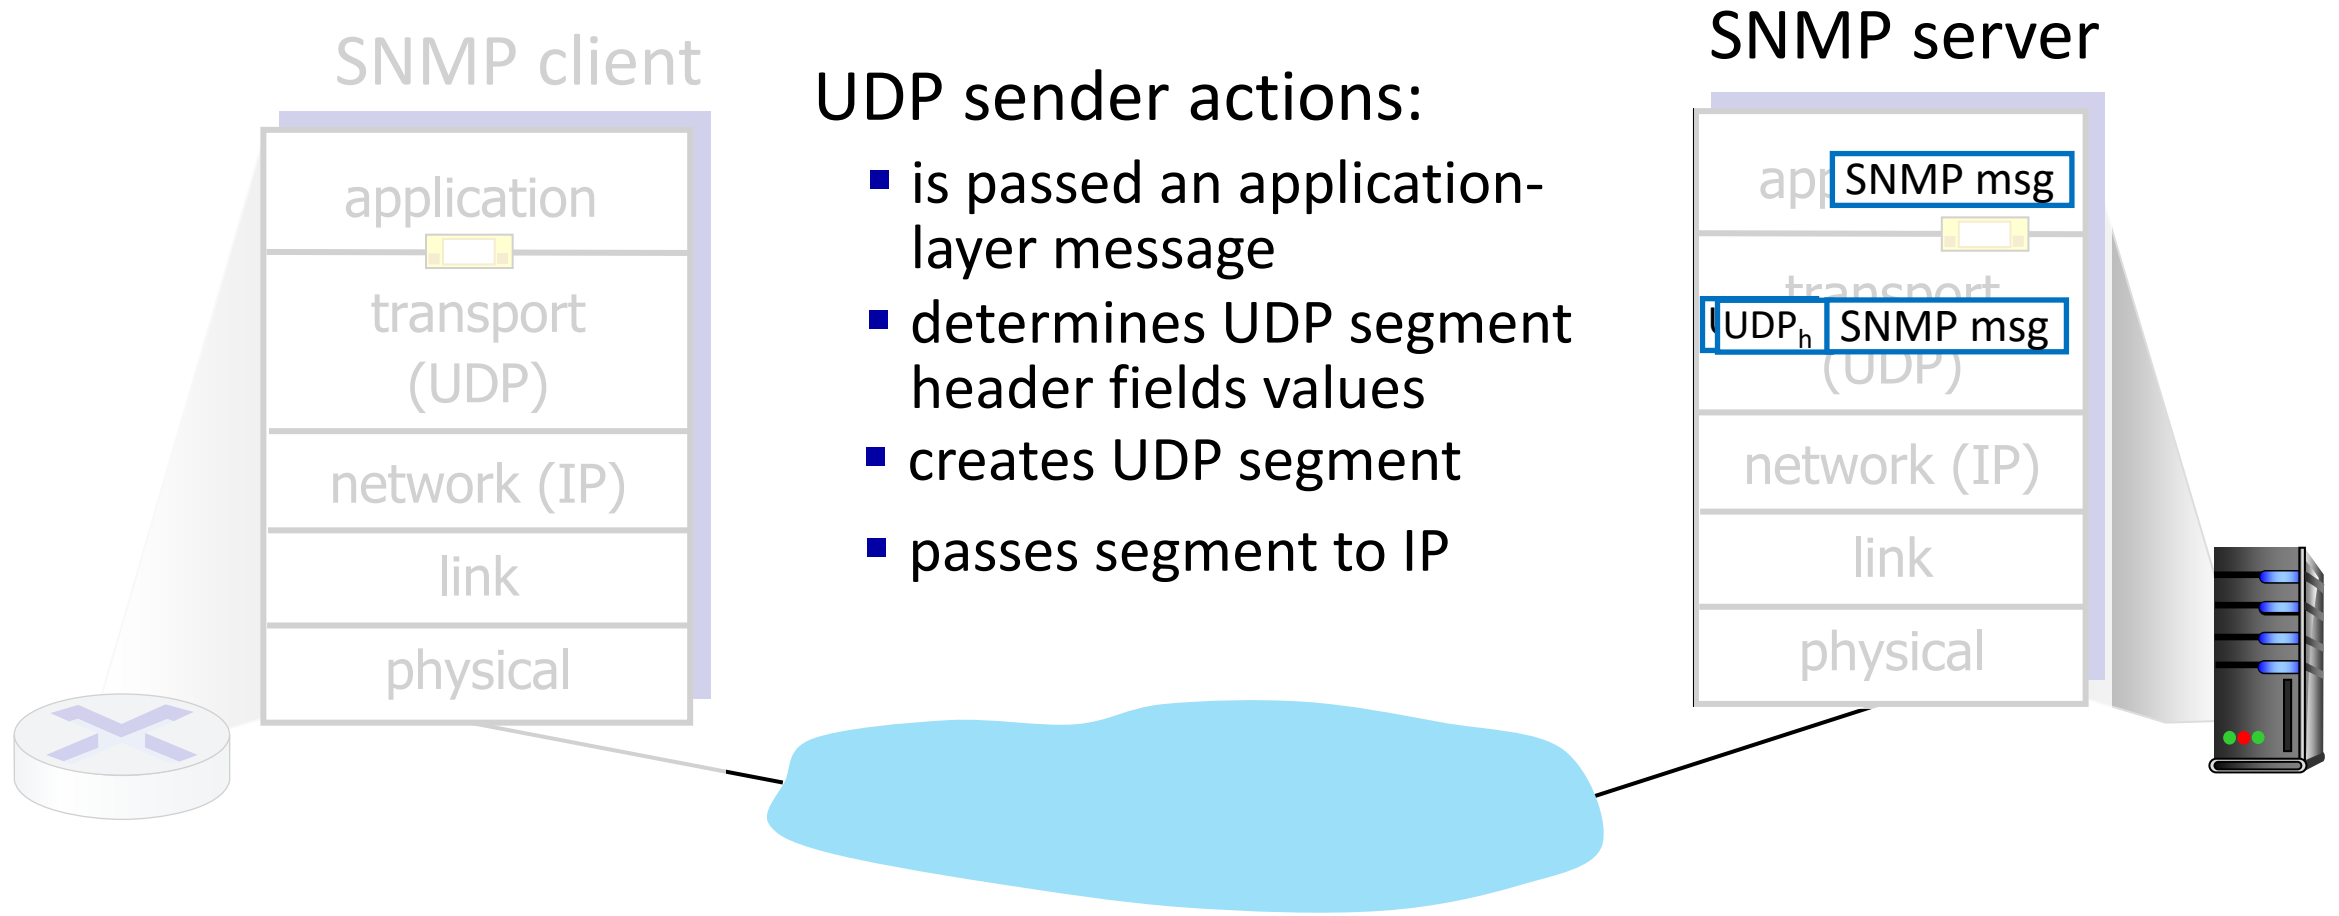 SNMP client
application
transport
(UDP)
network (IP)
link
physical
UDP sender actions:
is passed an application-
layer message
determines UDP segment
header fields values
creates UDP segment
passes segment to IP
SNMP server
SNMP msg
transport
UDPh SNMP msg
(UDP)
network (IP)
link
physical